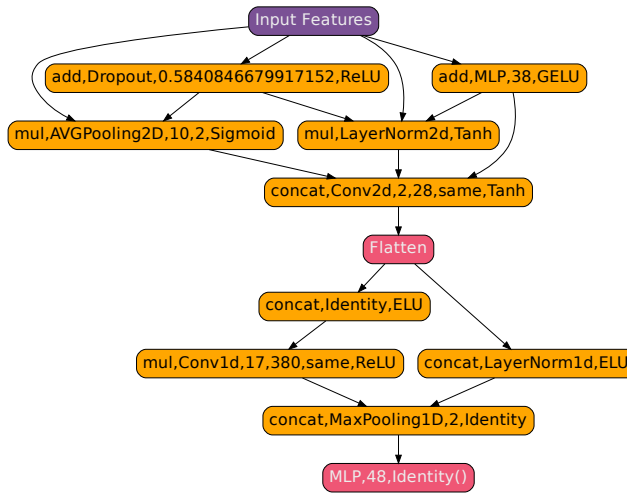 Input Features
add,Dropout,0.5840846679917152,ReLU
add,MLP,38,GELU
mul,AVGPooling2D,10,2,Sigmoid
mul,LayerNorm2d,Tanh
concat,Conv2d,2,28,same,Tanh
Flatten
concat,Identity,ELU
mul,Conv1d,17,380,same,ReLU
concat,LayerNorm1d,ELU
concat,MaxPooling1D,2,Identity
MLP,48,Identity()